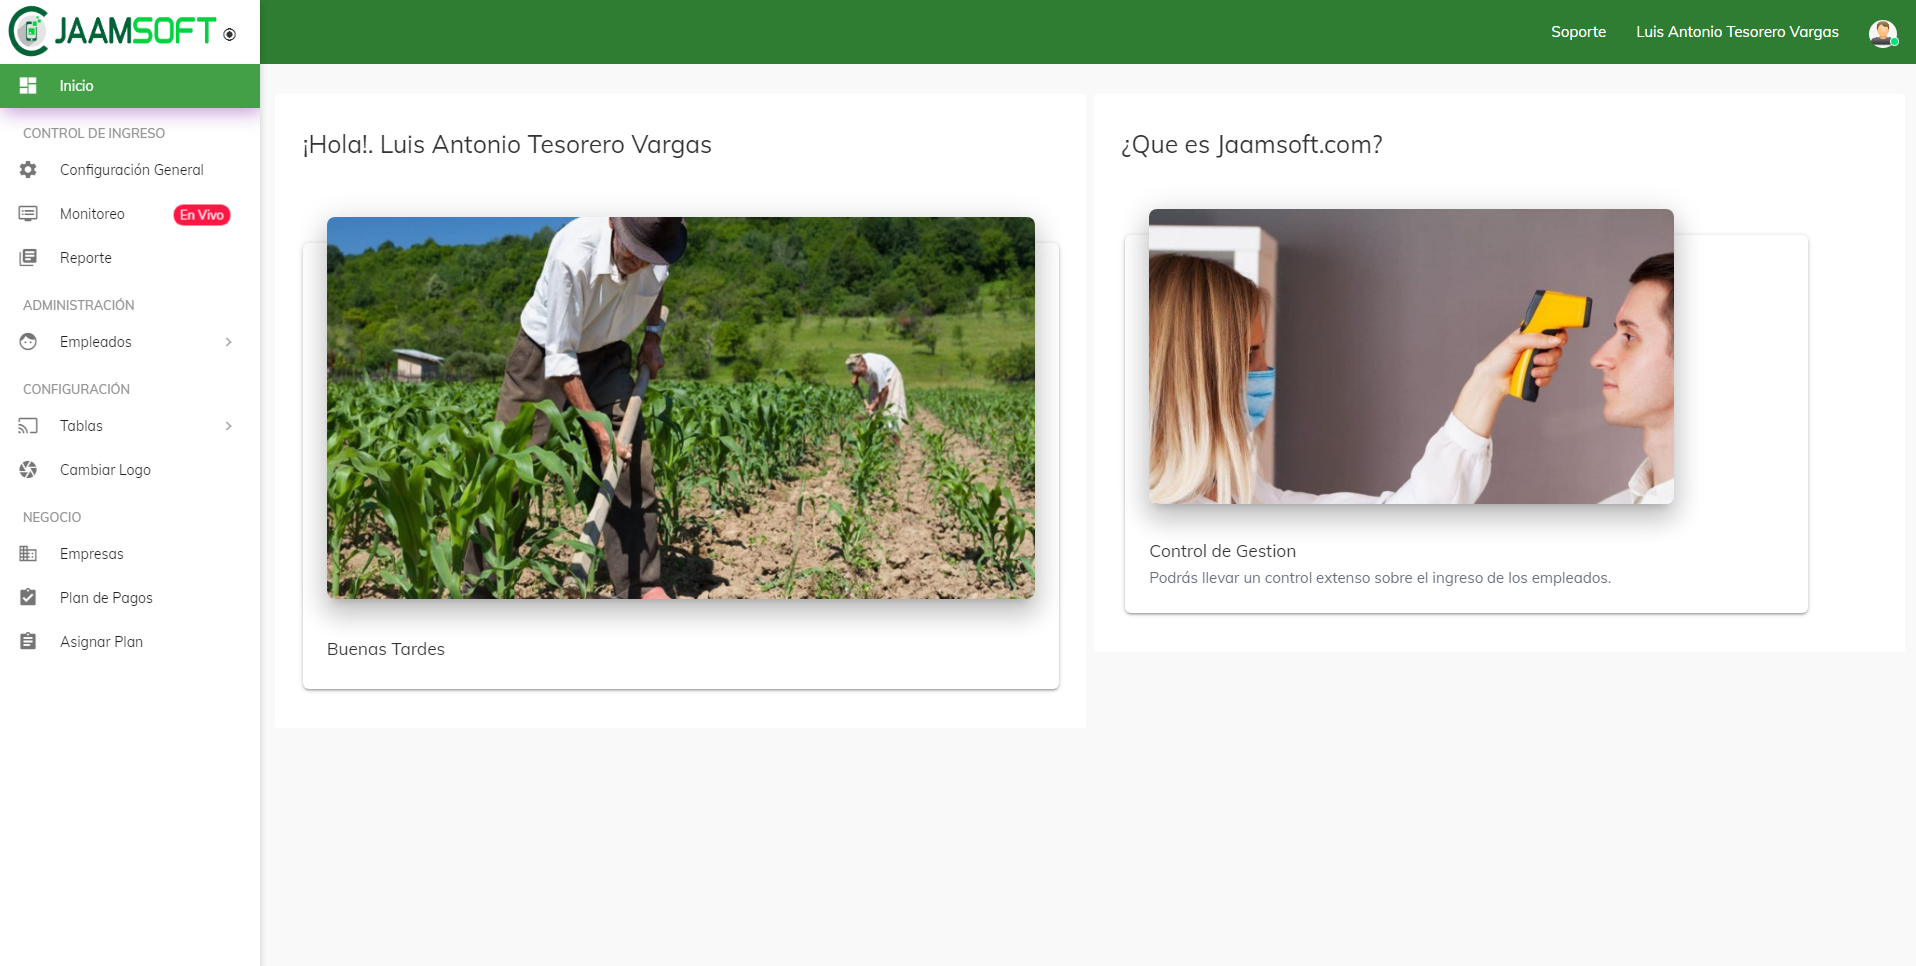 JAAMSOFT
Soporte
Luis Antonio Tesorero Vargas
Inicio
CONTROL DE INGRESO
Configuración General
Monitoreo
En Vivo
Reporte
ADMINISTRACIÓN
Empleados
CONFIGURACIÓN
Tablas
Cambiar Logo
NEGOCIO
Empresas
Plan de Pagos
Asignar Plan
¡Hola!. Luis Antonio Tesorero Vargas
Buenas Tardes
¿Que es Jaamsoft.com?
Control de Gestion
Podrás llevar un control extenso sobre el ingreso de los empleados.